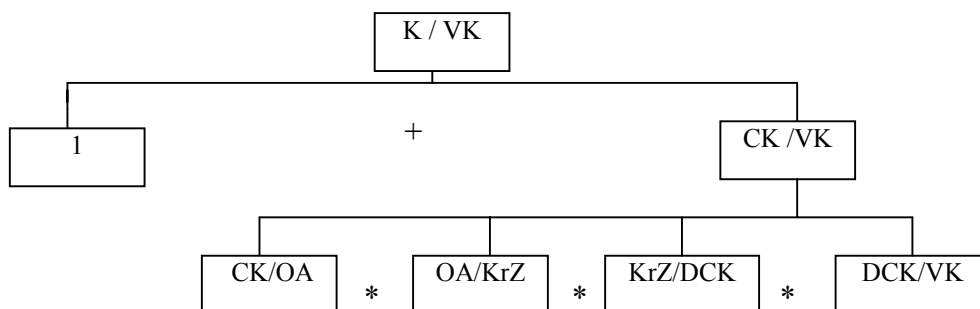 K / VK
1
+
CK /VK
CK/OA
*
OA/KrZ
*
KrZ/DCK
*
DCK/VK